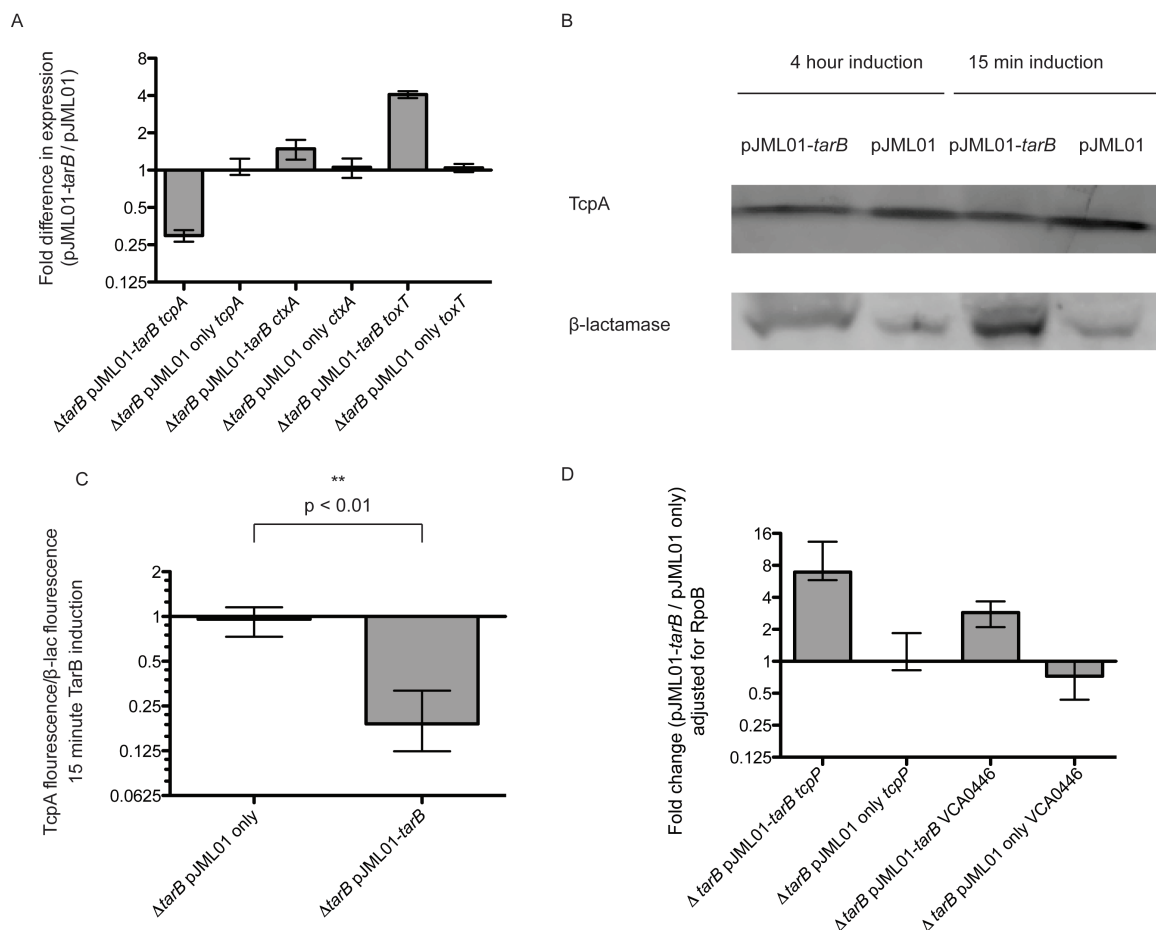 A
Fold difference in expression
(pJML01-tarB / pJML01)
8
4
2
1
0.5
0.25
0.125
ΔtarB pJML01-tarB tcpA
ΔtarB pJML01 only tcpA
ΔtarB pJML01-tarB ctxA
ΔtarB pJML01 only ctxA
ΔtarB pJML01-tarB toxT
ΔtarB pJML01 only toxT
B
4 hour induction 15 min induction
pJML01-tarB pJML01 pJML01-tarB pJML01
TcpA
β-lactamase
C
**
p < 0.01
TcpA flourescence/β-lac flourescence
15 minute TarB induction
2
1
0.5
0.25
0.125
0.0625
ΔtarB pJML01 only
ΔtarB pJML01-tarB
D
Fold change (pJML01-tarB / pJML01 only)
adjusted for RpoB
16
8
4
2
1
0.5
0.25
0.125
Δ tarB pJML01-tarB tcpP
Δ tarB pJML01 only tcpP
ΔtarB pJML01-tarB VCA0446
Δ tarB pJML01 only VCA0446